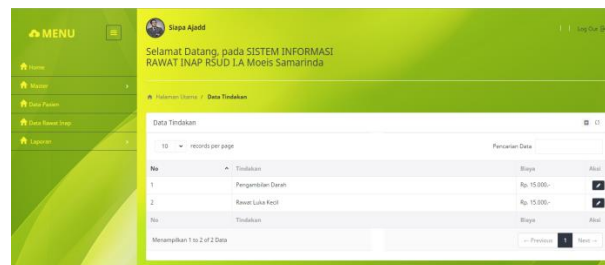 MENU
Siapa Ajadd
Log Out
Selamat Datang, pada SISTEM INFORMASI
RAWAT INAP RSUD I.A Moeis Samarinda
Home
Master
Data Pasien
Data Rawat Inap
Laporan
Halaman Utama / Data Tindakan
Data Tindakan
10 records per page
Pencarian Data
No Tindakan Biaya Aksi
1 Pengambilan Darah Rp. 15.000,-
2 Rawat Luka Kecil Rp. 15.000,-
No Tindakan Biaya Aksi
Menampilkan 1 to 2 of 2 Data
← Previous 1 Next →